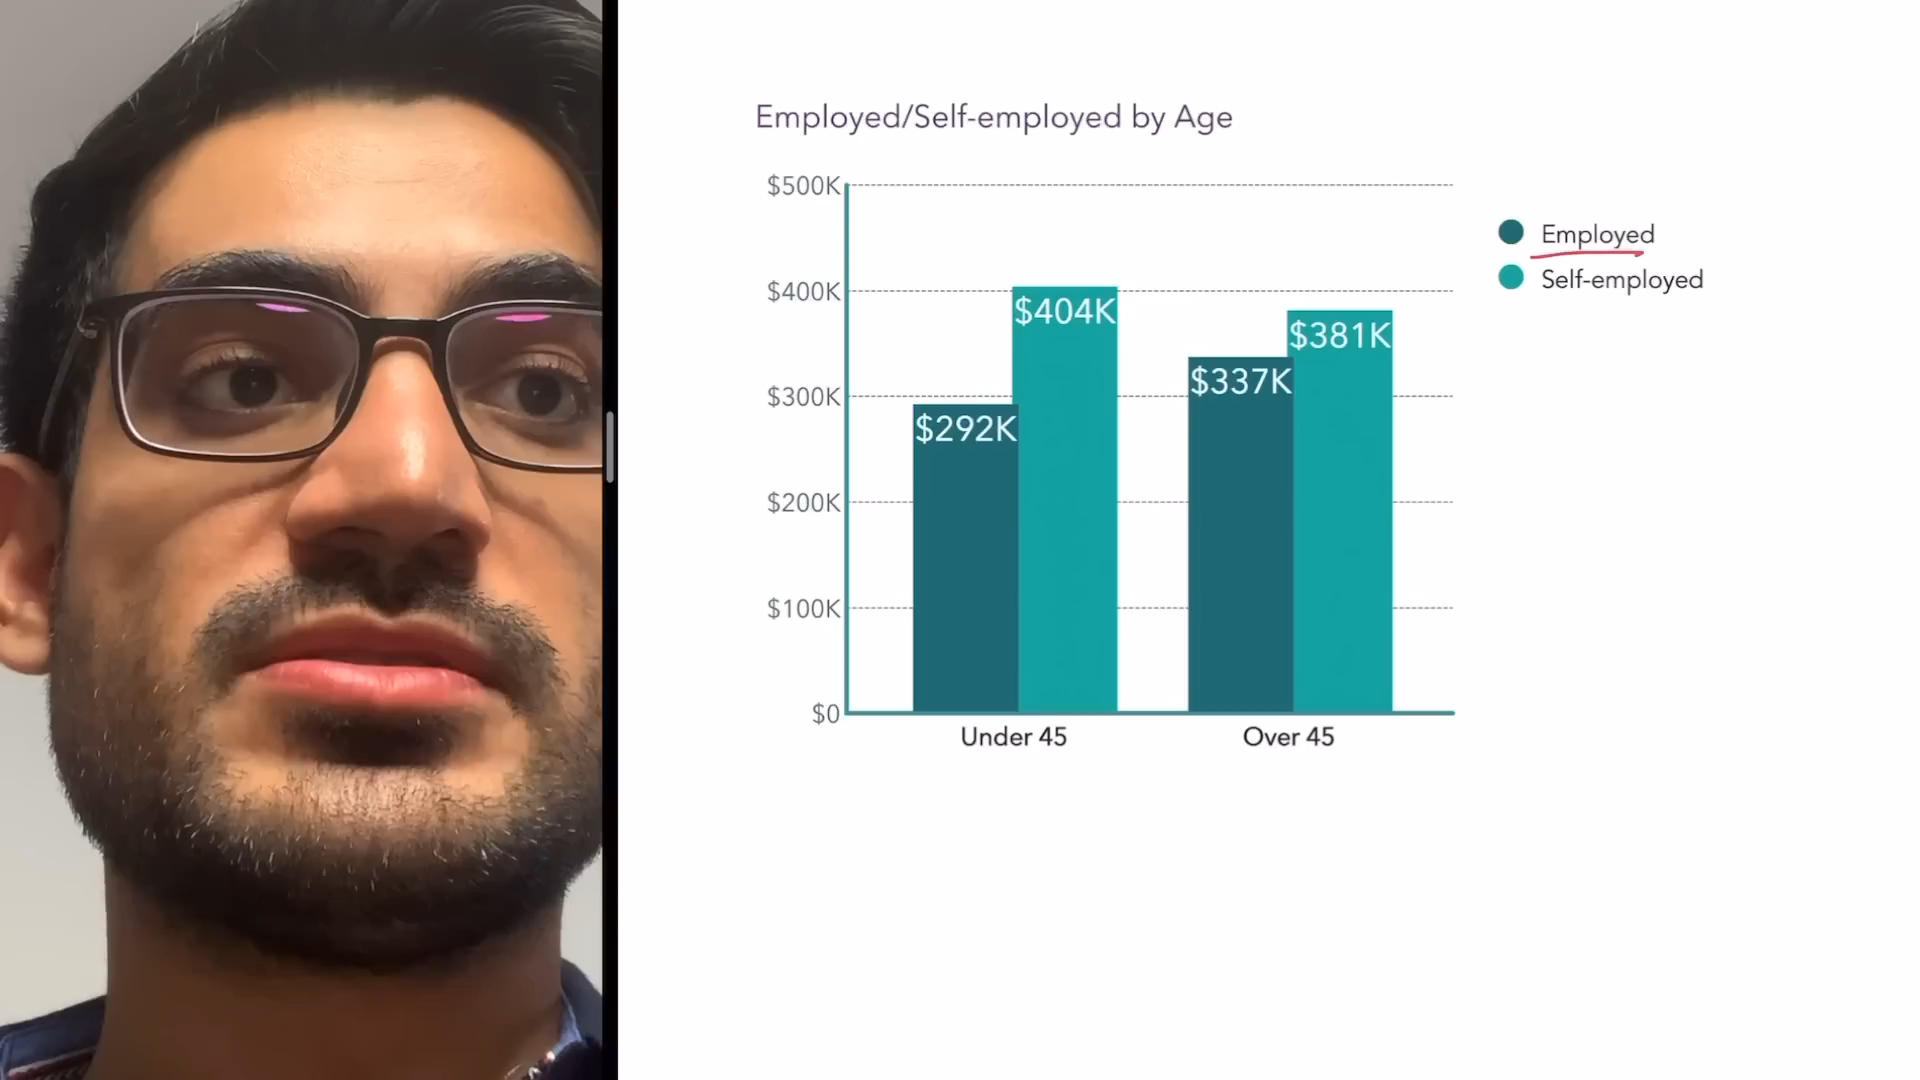 Employed/Self-employed by Age
$500K
$400K
$300K
$200K
$100K
$0
$292K
$404K
$337K
$381K
Under 45
Over 45
Employed
Self-employed